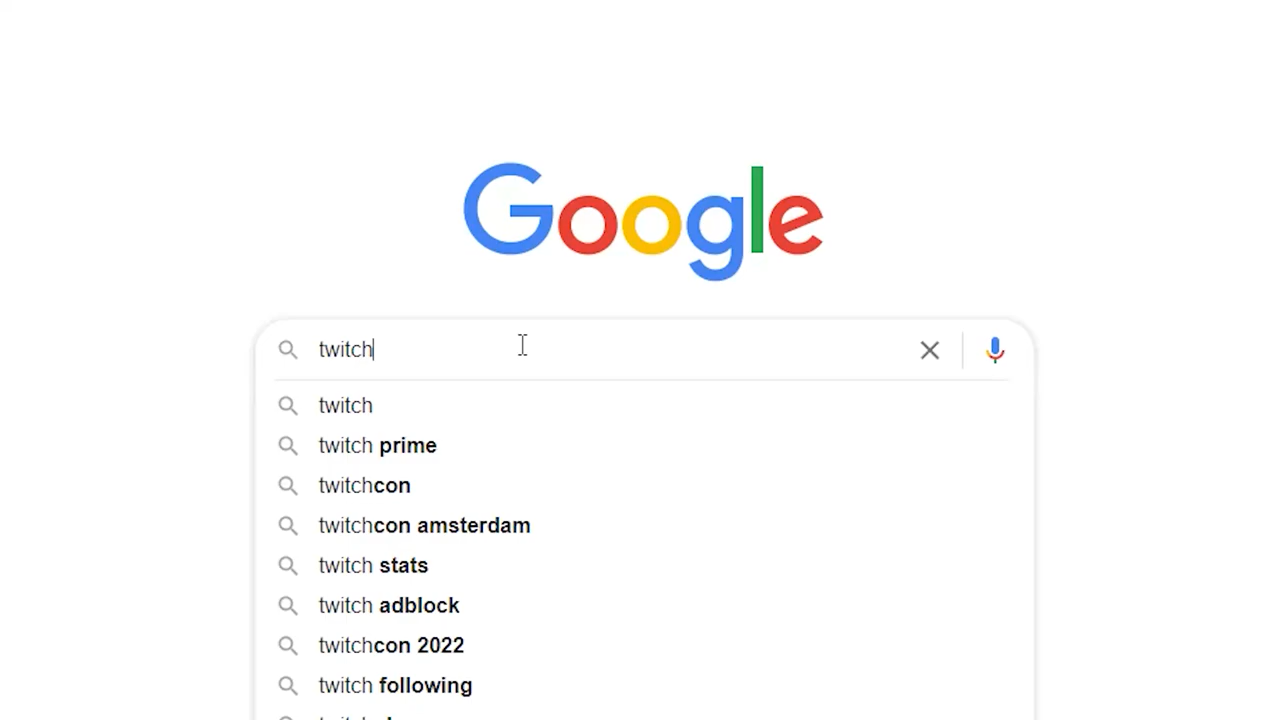 Google
twitch
twitch
twitch prime
twitchcon
twitchcon amsterdam
twitch stats
twitch adblock
twitchcon 2022
twitch following